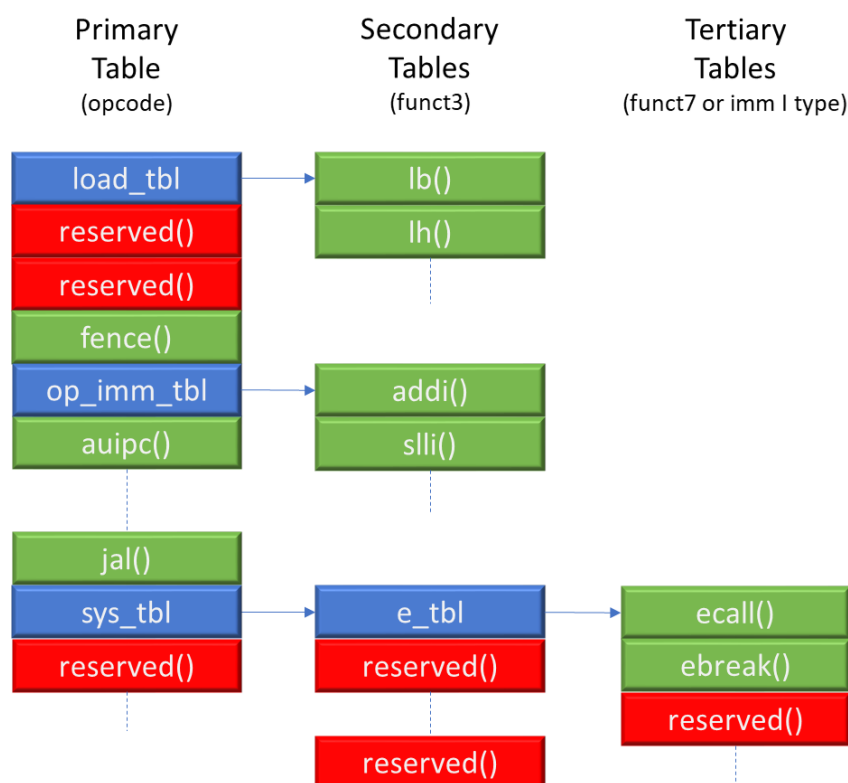 Primary
Table
(opcode)
Secondary
Tables
(funct3)
Tertiary
Tables
(funct7 or imm I type)
load_tbl
lb()
reserved()
lh()
reserved()
fence()
op_imm_tbl
addi()
auipc()
slli()
jal()
sys_tbl
e_tbl
ecall()
reserved()
reserved()
ebreak()
reserved()
reserved()